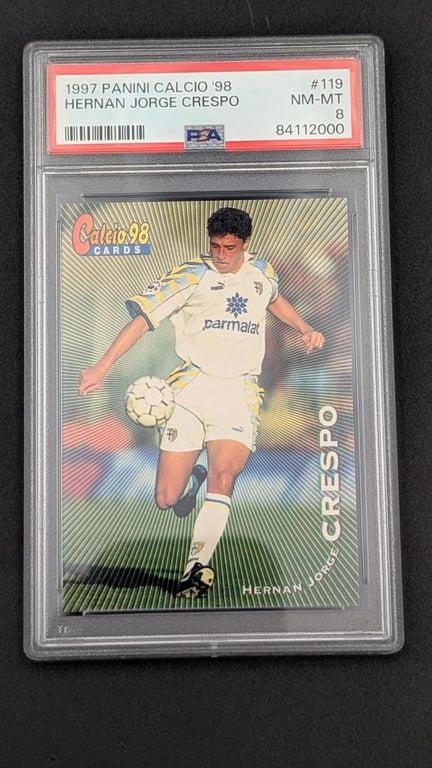 1997 PANINI CALCIO '98 #119
HERNAN JORGE CRESPO NM-MT
8
PSA 84112000
Calcio 98
CARDS
PUMA
parmalat
HERNAN JORGE CRESPO